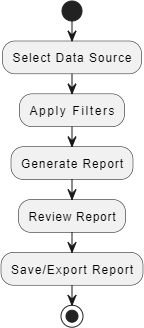 Select Data Source
Apply Filters
Generate Report
Review Report
Save/Export Report